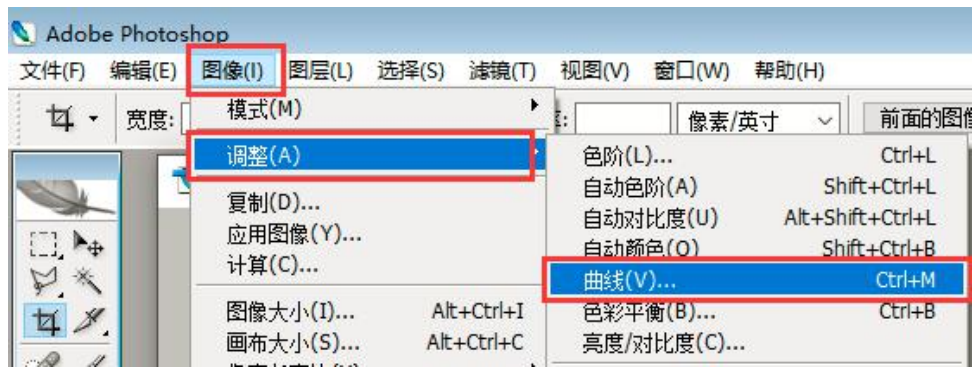 Adobe Photoshop
文件(F) 编辑(E) 图像(I) 图层(L) 选择(S) 滤镜(T) 视图(V) 窗口(W) 帮助(H)
宽度: 像素/英寸 前面的图像
模式(M)
调整(A)
复制(D)...
应用图像(Y)...
计算(C)...
图像大小(I)... Alt+Ctrl+I
画布大小(S)... Alt+Ctrl+C
色阶(L)... Ctrl+L
自动色阶(A) Shift+Ctrl+L
自动对比度(U) Alt+Shift+Ctrl+L
自动颜色(O) Shift+Ctrl+B
曲线(V)... Ctrl+M
色彩平衡(B)... Ctrl+B
亮度/对比度(C)...